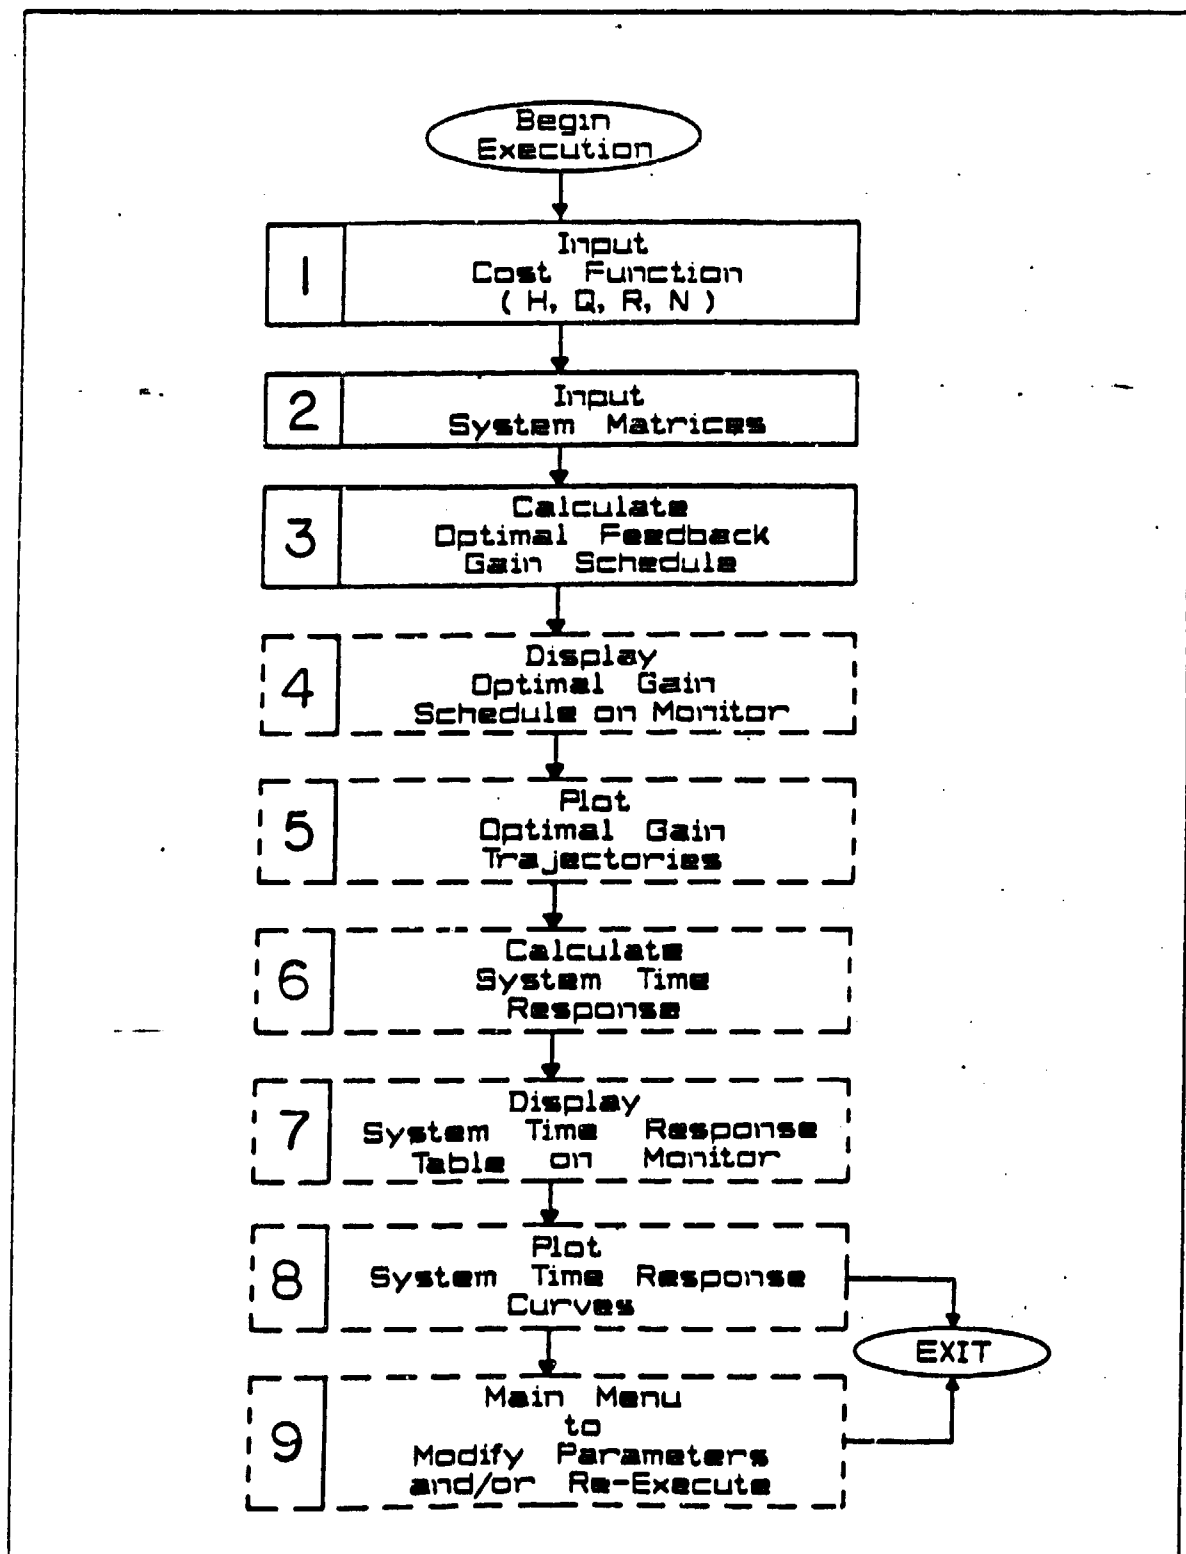 Begin
Execution
1
Input
Cost Function
( H, Q, R, N )
2
Input
System Matrices
3
Calculate
Optimal Feedback
Gain Schedule
4
Display
Optimal Gain
Schedule on Monitor
5
Plot
Optimal Gain
Trajectories
6
Calculate
System Time
Response
7
Display
System Time Response
Table on Monitor
8
Plot
System Time Response
Curves
EXIT
9
Main Menu
to
Modify Parameters
and/or Re-Execute